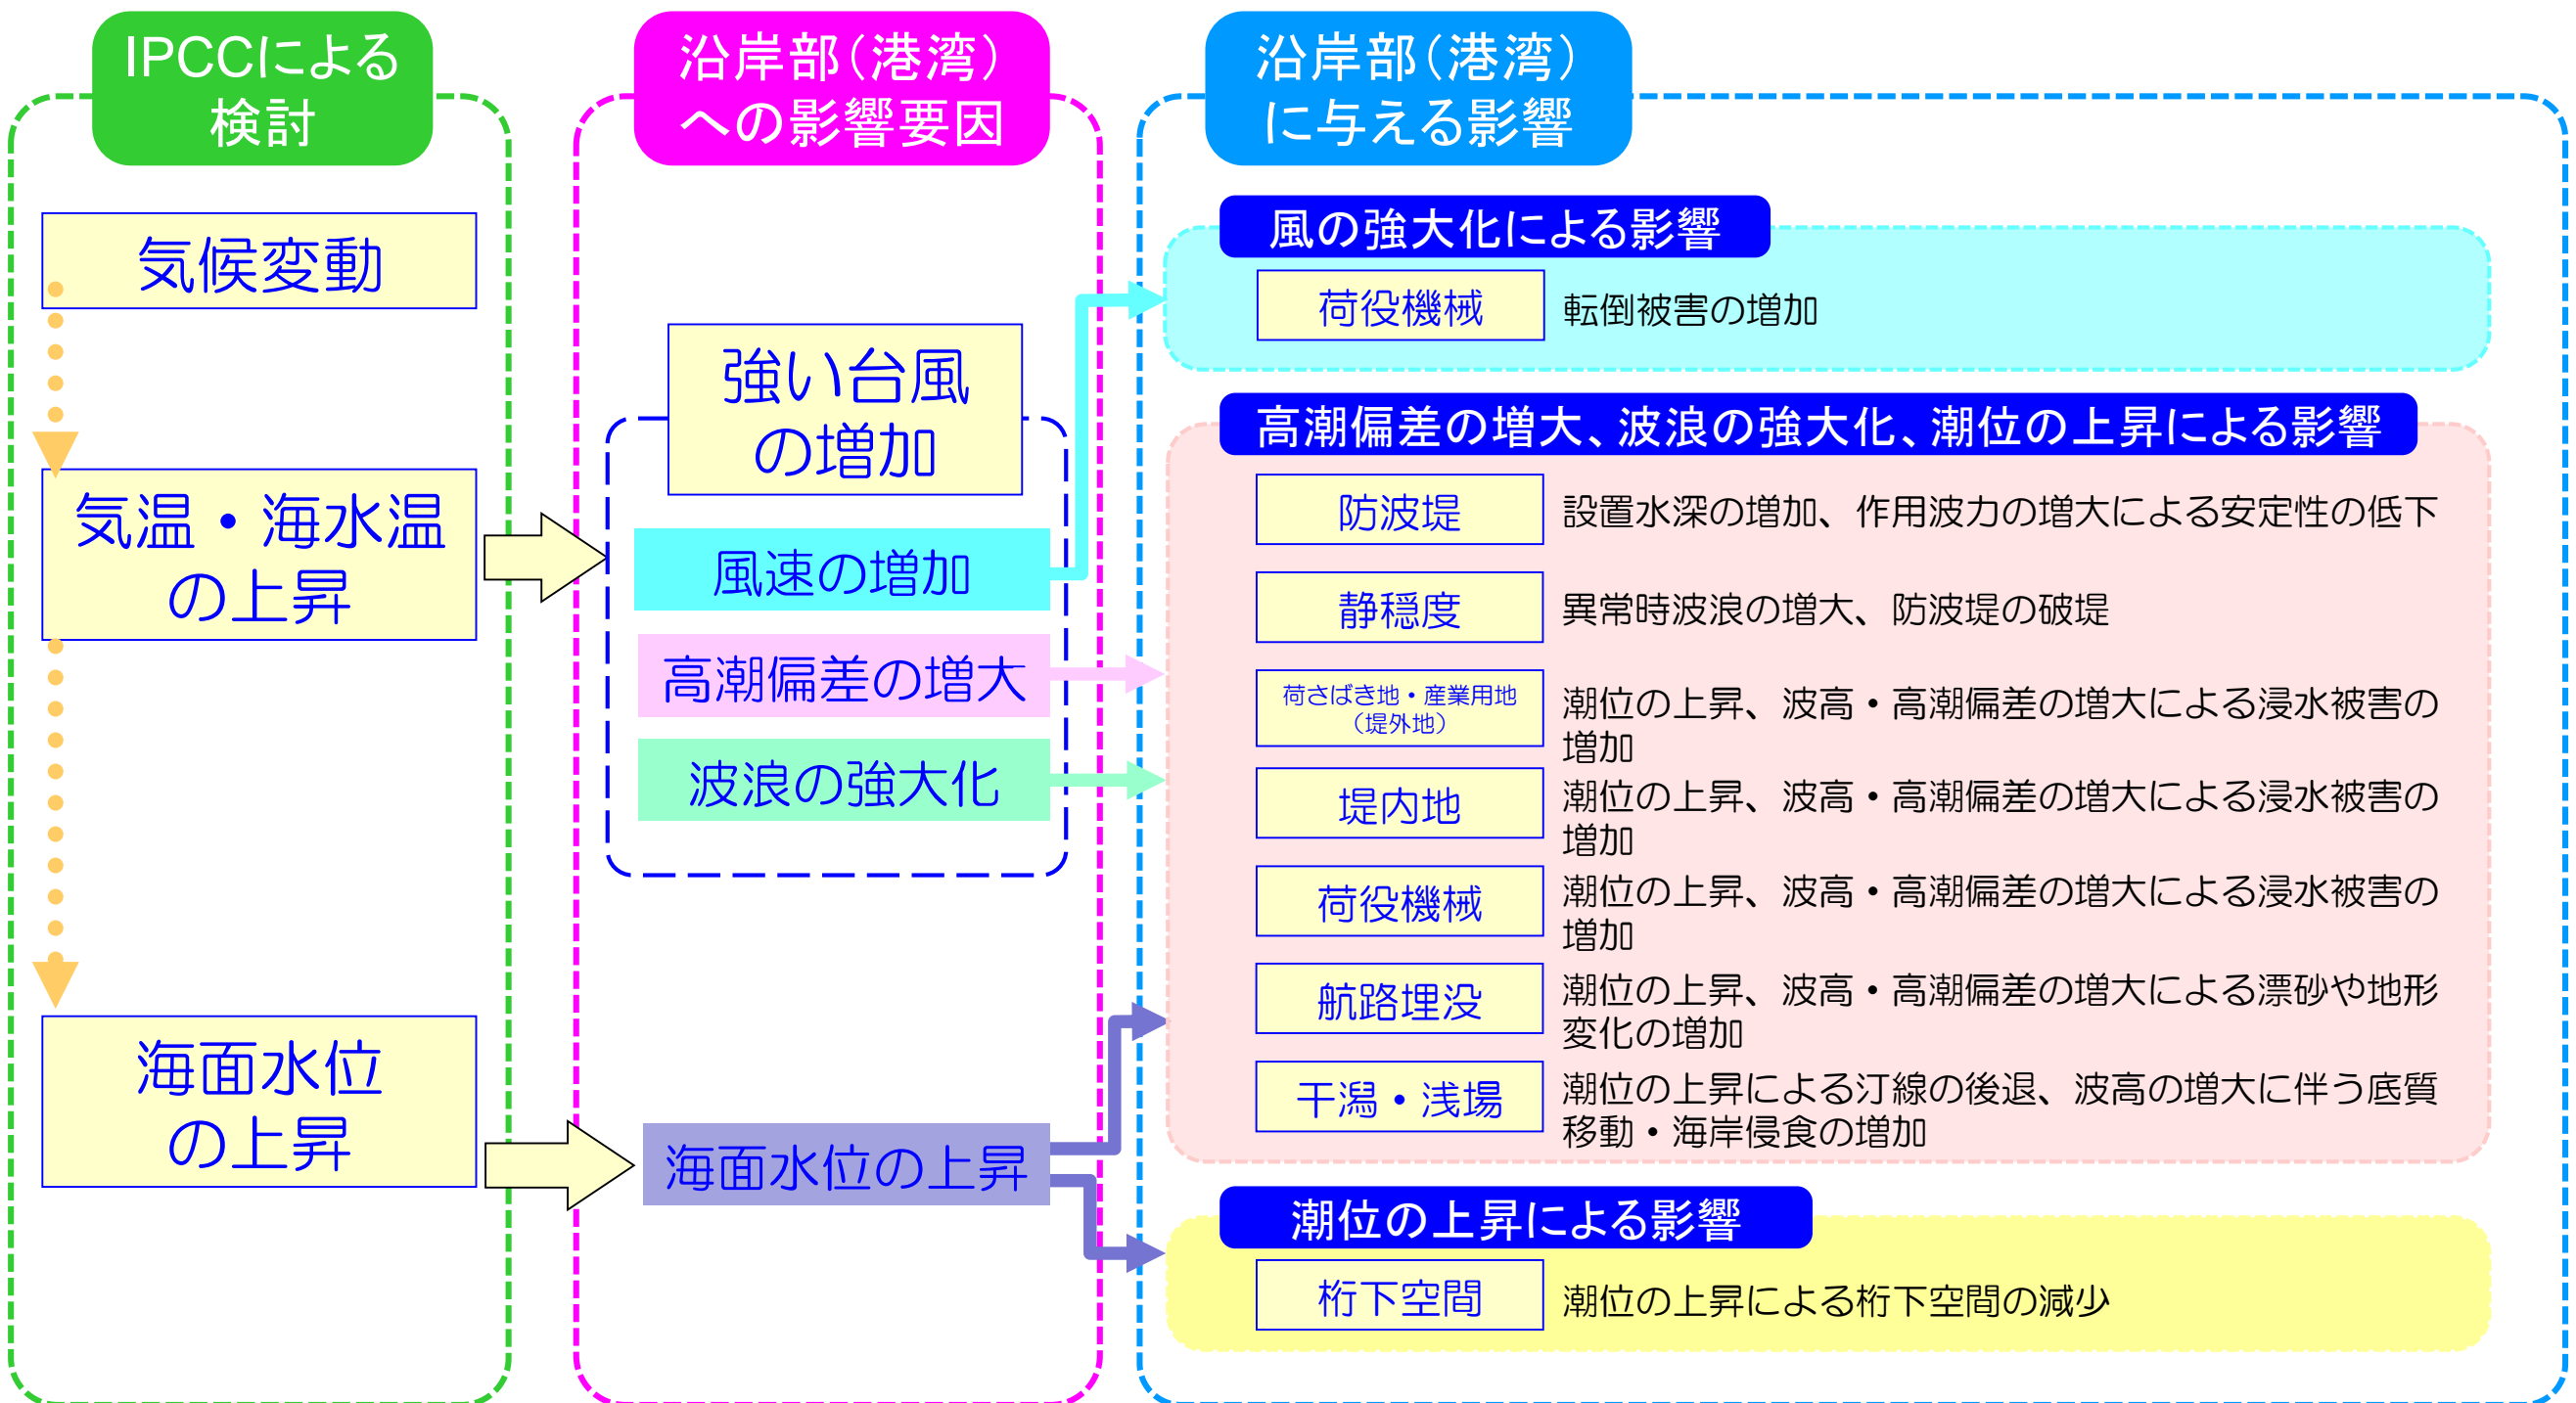 IPCCによる
検討
気候変動
気温・海水温
の上昇
海面水位
の上昇
沿岸部(港湾)
への影響要因
強い台風
の増加
風速の増加
高潮偏差の増大
波浪の強大化
海面水位の上昇
沿岸部(港湾)
に与える影響
風の強大化による影響
荷役機械
転倒被害の増加
高潮偏差の増大、波浪の強大化、潮位の上昇による影響
防波堤
設置水深の増加、作用波力の増大による安定性の低下
静穏度
異常時波浪の増大、防波堤の破堤
荷さばき地・産業用地
(堤外地)
潮位の上昇、波高・高潮偏差の増大による浸水被害の
増加
堤内地
潮位の上昇、波高・高潮偏差の増大による浸水被害の
増加
荷役機械
潮位の上昇、波高・高潮偏差の増大による浸水被害の
増加
航路埋没
潮位の上昇、波高・高潮偏差の増大による漂砂や地形
変化の増加
干潟・浅場
潮位の上昇による汀線の後退、波高の増大に伴う底質
移動・海岸侵食の増加
潮位の上昇による影響
桁下空間
潮位の上昇による桁下空間の減少